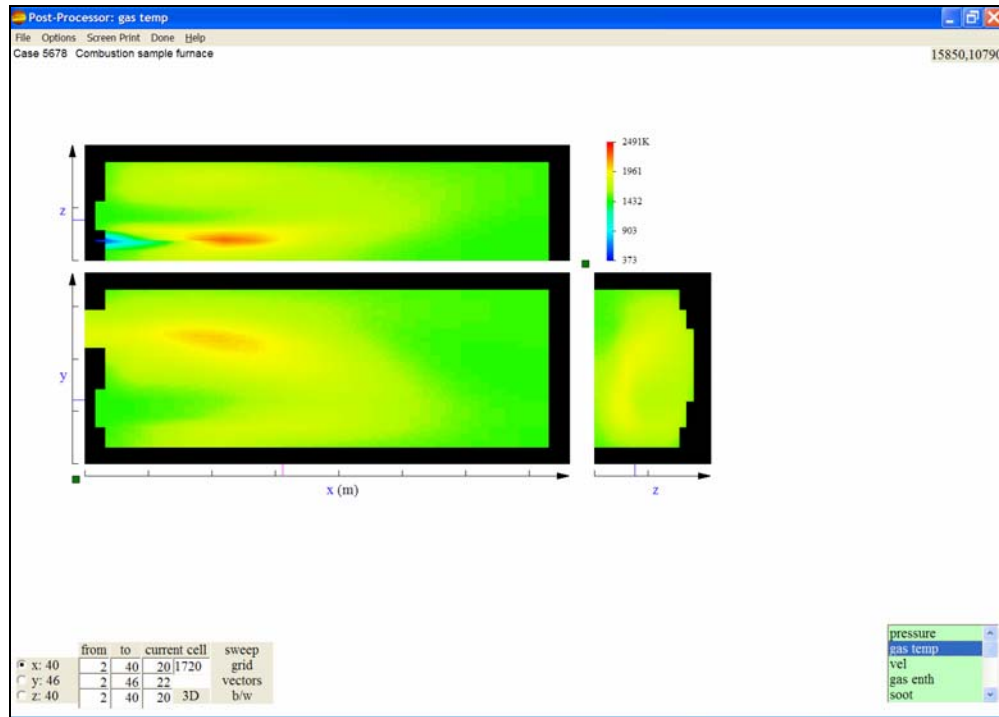 Post-Processor: gas temp
File Options Screen Print Done Help
Case 5678 Combustion sample furnace
15850,10790
2491K
1961
1432
903
373
z
y
x (m)
z
from to current cell sweep
x: 40 2 40 20 1720 grid
y: 46 2 46 22 vectors
z: 40 2 40 20 3D b/w
pressure
gas temp
vel
gas enth
soot